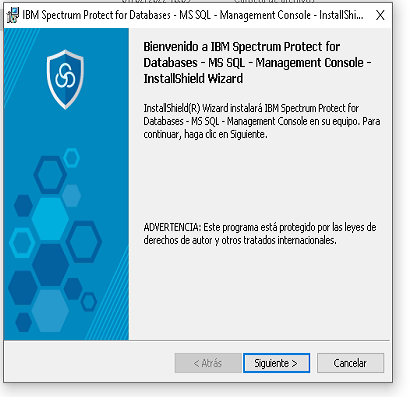 IBM Spectrum Protect for Databases - MS SQL - Management Console - InstallShi...
Bienvenido a IBM Spectrum Protect for
Databases - MS SQL - Management Console -
InstallShield Wizard
InstallShield(R) Wizard instalará IBM Spectrum Protect for
Databases - MS SQL - Management Console en su equipo. Para
continuar, haga clic en Siguiente.
ADVERTENCIA: Este programa está protegido por las leyes de
derechos de autor y otros tratados internacionales.
< Atrás
Siguiente >
Cancelar